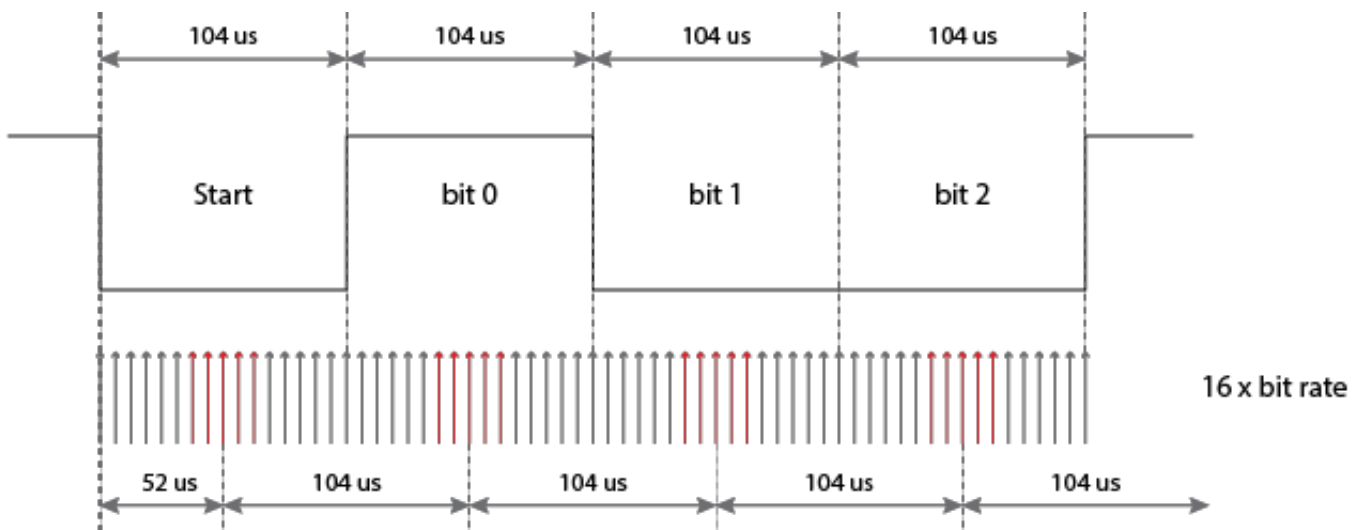 104 us 104 us 104 us 104 us
Start bit 0 bit 1 bit 2
16 x bit rate
52 us 104 us 104 us 104 us 104 us